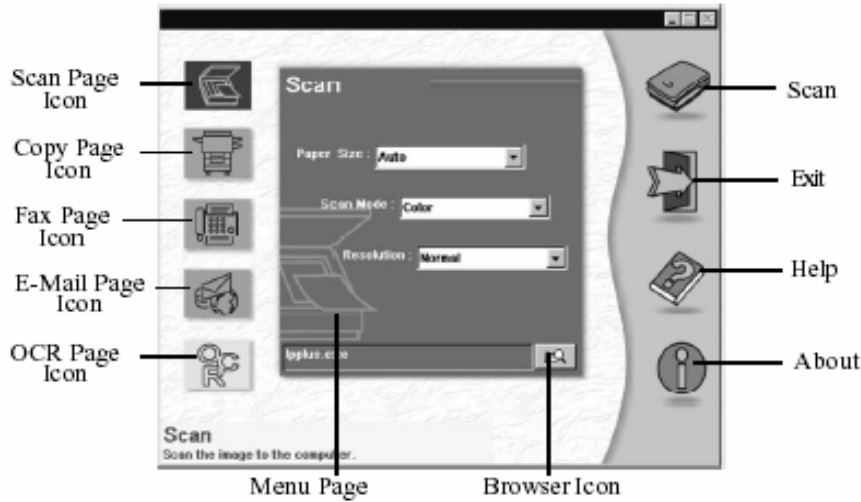 Scan Page
Icon
Copy Page
Icon
Fax Page
Icon
E-Mail Page
Icon
OCR Page
Icon
Scan
Paper Size : Auto
Scan Mode : Color
Resolution : Normal
Ipplus.exe
OCR
Scan
Scan the image to the computer.
Scan
Exit
Help
About
Menu Page
Browser Icon